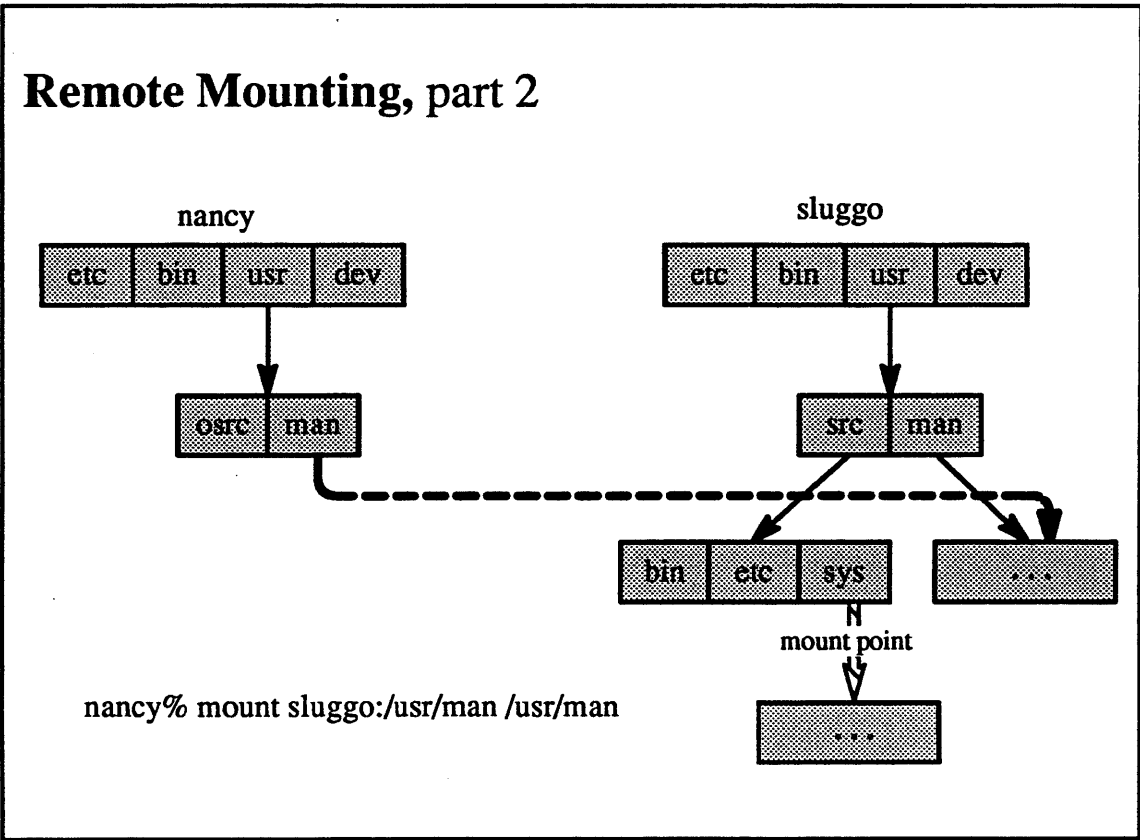 Remote Mounting, part 2
nancy
sluggo
etc bin usr dev
etc bin usr dev
osrc man
src man
bin etc sys
...
mount point
nancy% mount sluggo:/usr/man /usr/man
...